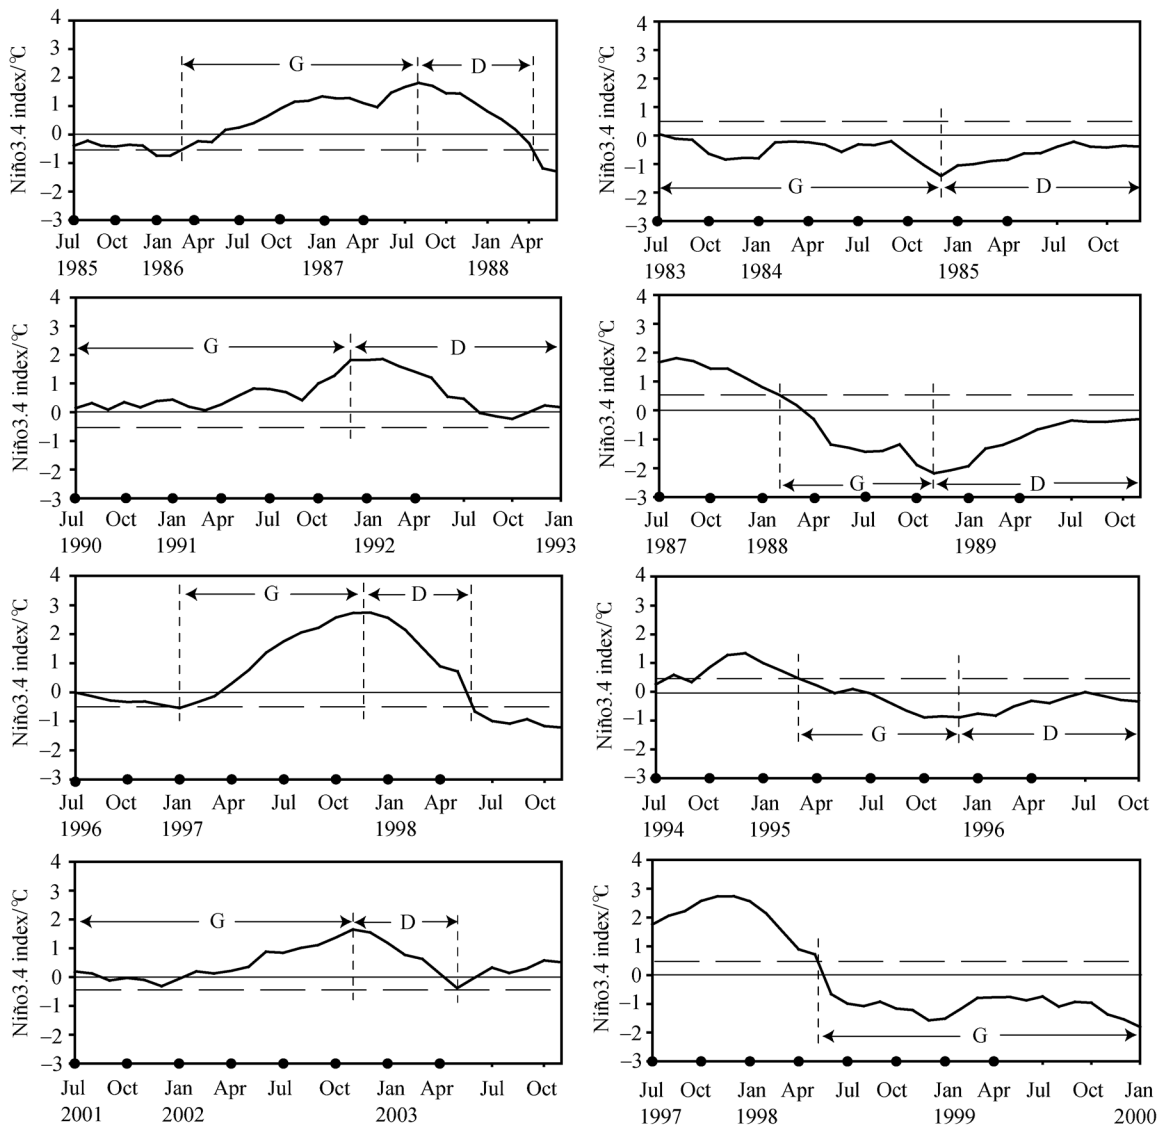 Niño3.4 index/℃
4
3
2
1
0
−1
−2
−3
G
D
Jul Oct Jan Apr Jul Oct Jan Apr Jul Oct Jan Apr
1985 1986 1987 1988
Niño3.4 index/℃
4
3
2
1
0
−1
−2
−3
G
D
Jul Oct Jan Apr Jul Oct Jan Apr Jul Oct
1983 1984 1985
Niño3.4 index/℃
4
3
2
1
0
−1
−2
−3
G
D
Jul Oct Jan Apr Jul Oct Jan Apr Jul Oct Jan
1990 1991 1992 1993
Niño3.4 index/℃
4
3
2
1
0
−1
−2
−3
G
D
Jul Oct Jan Apr Jul Oct Jan Apr Jul Oct
1987 1988 1989
Niño3.4 index/℃
4
3
2
1
0
−1
−2
−3
G
D
Jul Oct Jan Apr Jul Oct Jan Apr Jul Oct
1996 1997 1998
Niño3.4 index/℃
4
3
2
1
0
−1
−2
−3
G
D
Jul Oct Jan Apr Jul Oct Jan Apr Jul Oct
1994 1995 1996
Niño3.4 index/℃
4
3
2
1
0
−1
−2
−3
G
D
Jul Oct Jan Apr Jul Oct Jan Apr Jul Oct
2001 2002 2003
Niño3.4 index/℃
4
3
2
1
0
−1
−2
−3
G
Jul Oct Jan Apr Jul Oct Jan Apr Jul Oct Jan
1997 1998 1999 2000